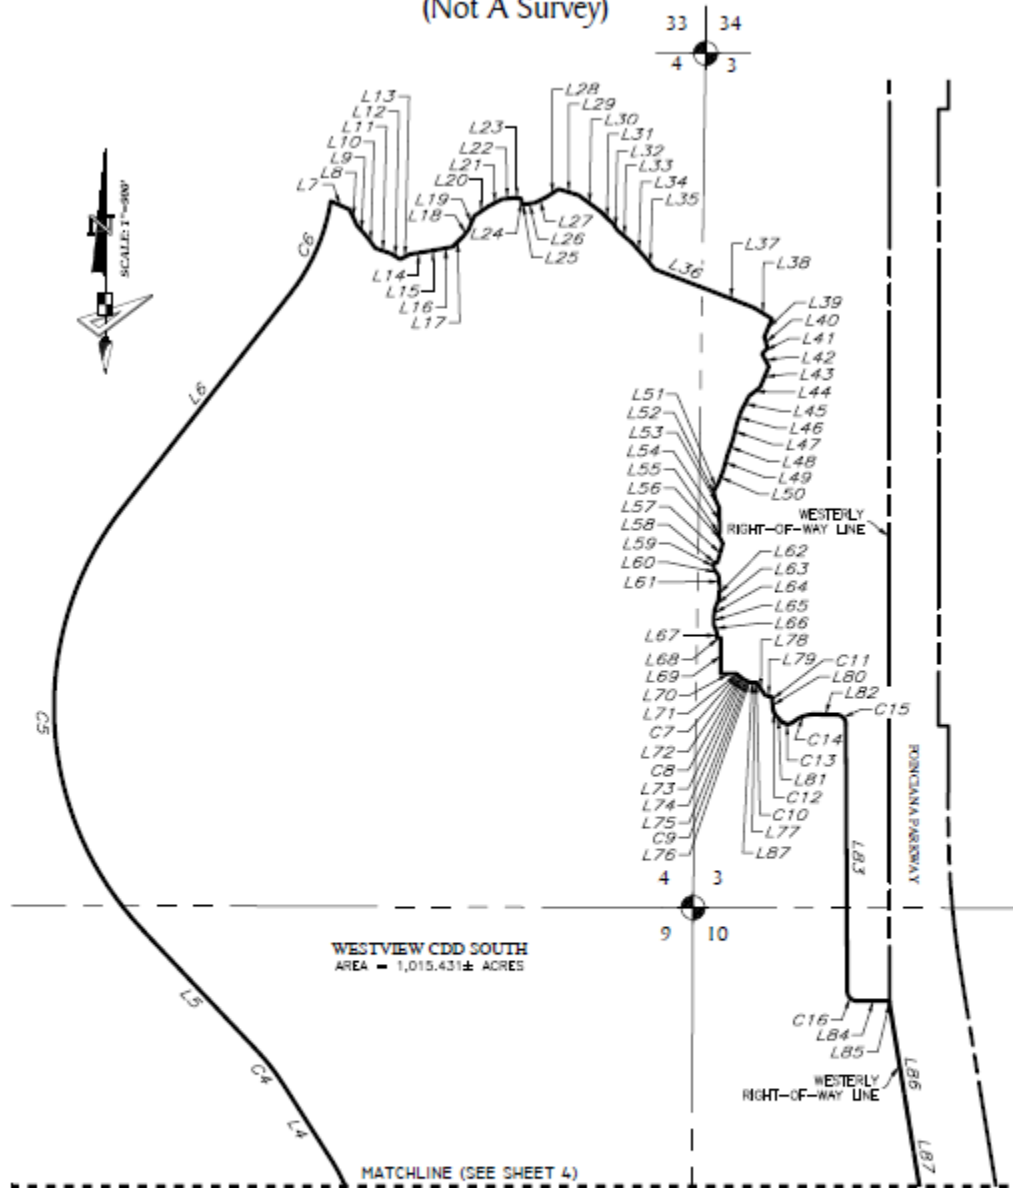 (Not A Survey)
33 34
4 3
L13
L12
L11
L10
L9
L8
L7
L23
L22
L21
L20
L19
L18
L24
L28
L29
L30
L31
L32
L33
L34
L35
L27
L26
L25
L14
L15
L16
L17
L36
L37
L38
L39
L40
L41
L42
L43
L44
L45
L46
L47
L48
L49
L50
C6
N
L6
C5
L51
L52
L53
L54
L55
L56
L57
L58
L59
L60
L61
WESTERLY
RIGHT-OF-WAY LINE
L62
L63
L64
L65
L66
L67
L68
L69
L70
L71
C7
L72
C8
L73
L74
L75
C9
L76
L78
L79
C11
L80
L82
C15
C14
C13
L81
C12
C10
L77
L87
L83
POINCIANA PARKWAY
4 3
9 10
WESTVIEW CDD SOUTH
AREA = 1,015.431± ACRES
L5
C4
L4
C16
L84
L85
L86
WESTERLY
RIGHT-OF-WAY LINE
L87
MATCHLINE (SEE SHEET 4)